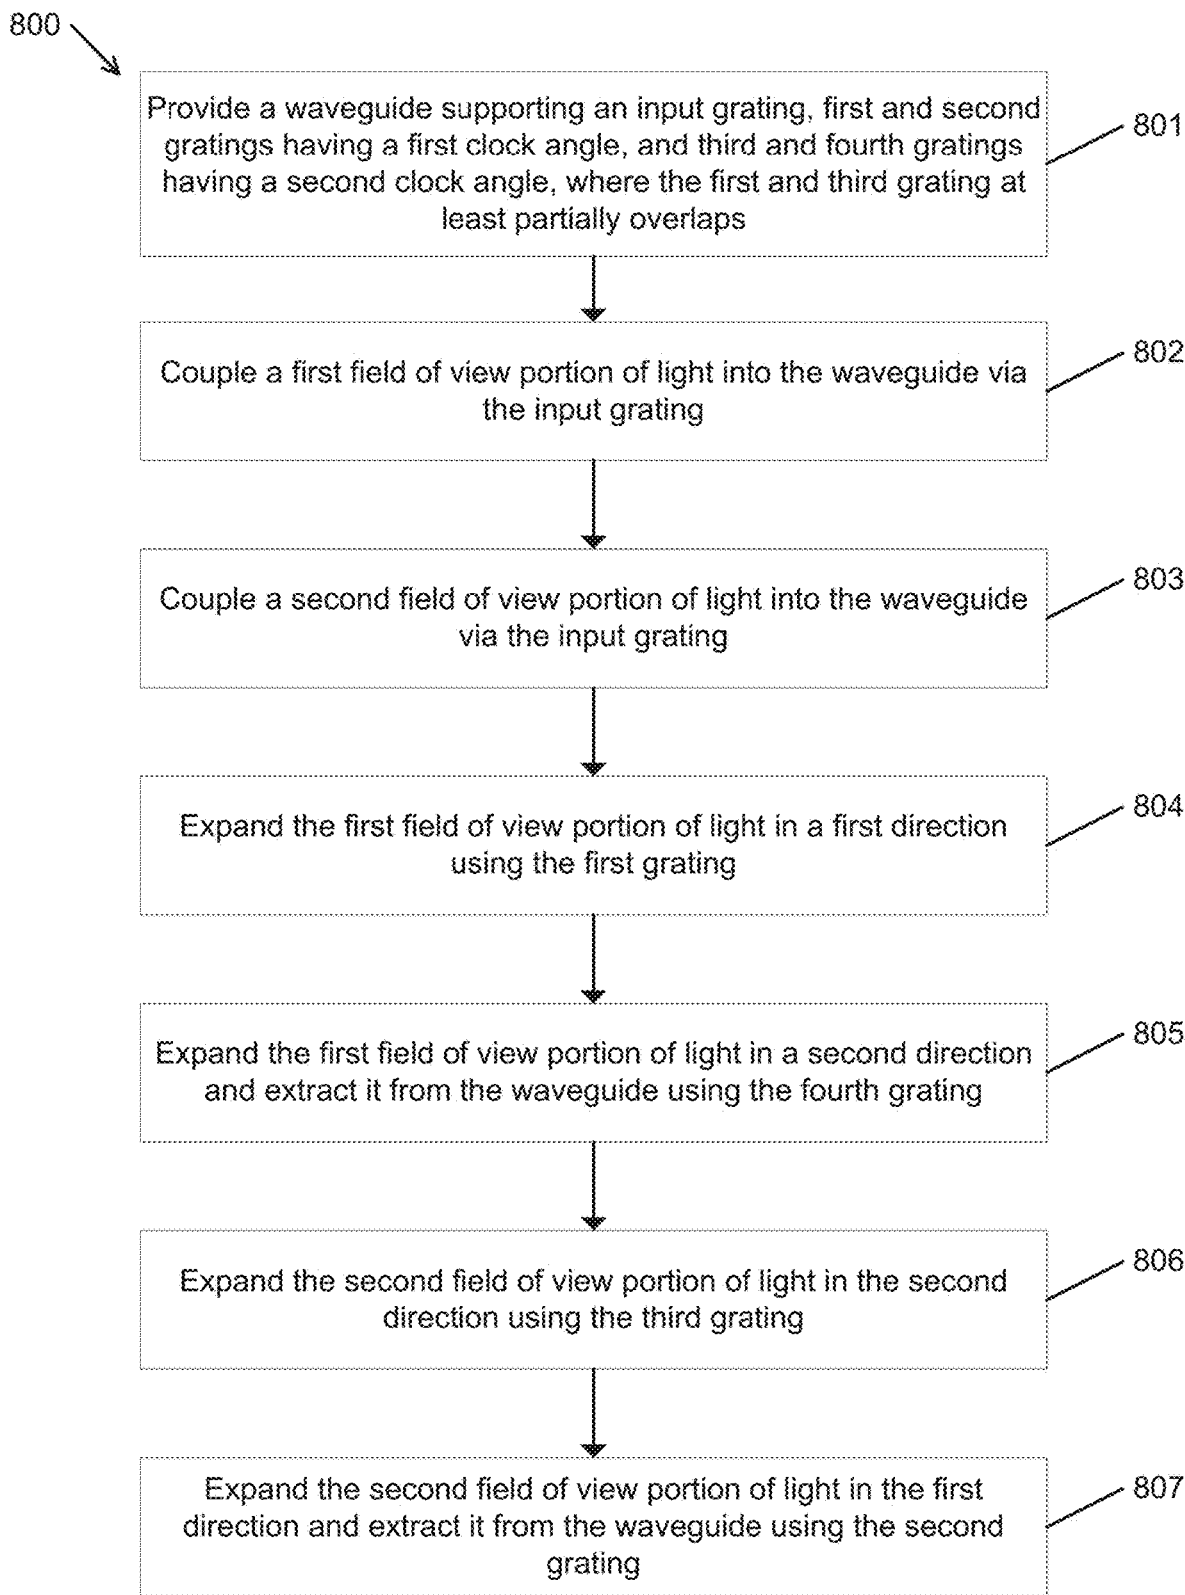 800
Provide a waveguide supporting an input grating, first and second
gratings having a first clock angle, and third and fourth gratings
having a second clock angle, where the first and third grating at
least partially overlaps
801
Couple a first field of view portion of light into the waveguide via
the input grating
802
Couple a second field of view portion of light into the waveguide
via the input grating
803
Expand the first field of view portion of light in a first direction
using the first grating
804
Expand the first field of view portion of light in a second direction
and extract it from the waveguide using the fourth grating
805
Expand the second field of view portion of light in the second
direction using the third grating
806
Expand the second field of view portion of light in the first
direction and extract it from the waveguide using the second
grating
807